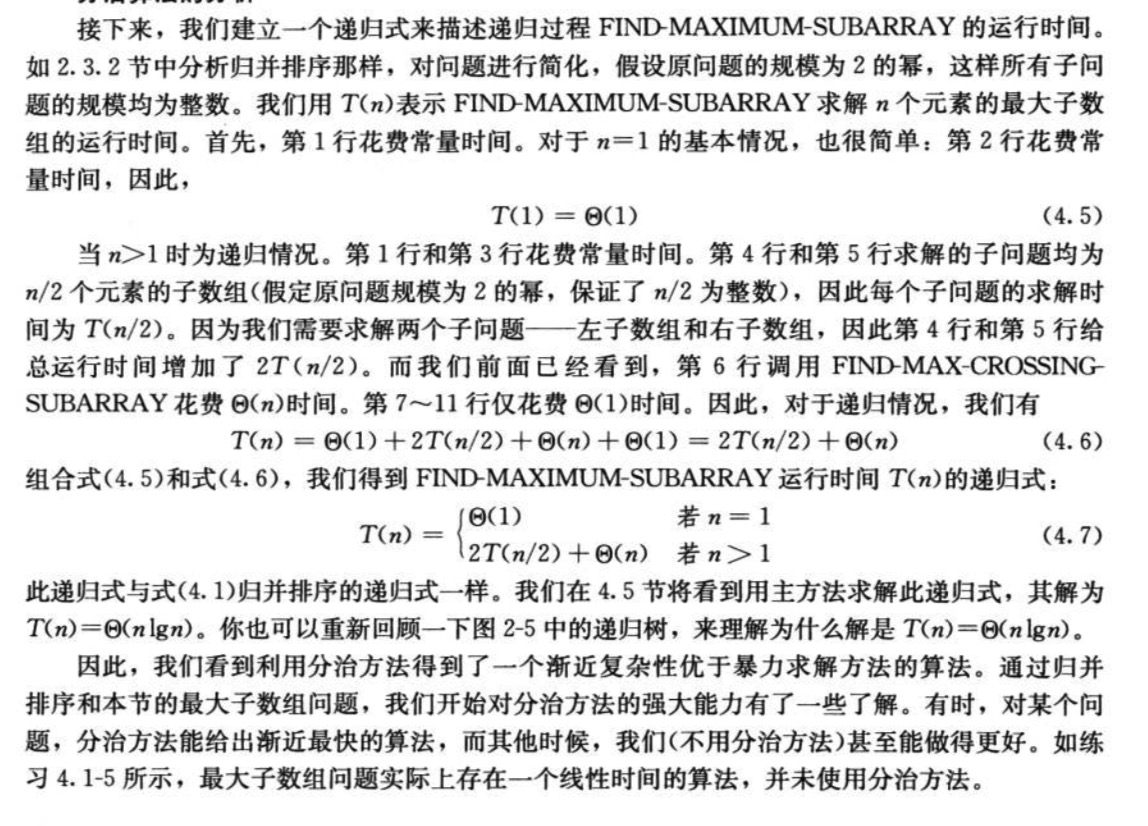 接下来，我们建立一个递归式来描述递归过程 FIND-MAXIMUM-SUBARRAY 的运行时间。
如 2.3.2 节中分析归并排序那样，对问题进行简化，假设原问题的规模为 2 的幂，这样所有子问
题的规模均为整数。我们用 T(n)表示 FIND-MAXIMUM-SUBARRAY 求解 n 个元素的最大子数
组的运行时间。首先，第 1 行花费常量时间。对于 n=1 的基本情况，也很简单：第 2 行花费常
量时间，因此，
T(1) = Θ(1) (4.5)
当 n>1 时为递归情况。第 1 行和第 3 行花费常量时间。第 4 行和第 5 行求解的子问题均为
n/2 个元素的子数组(假定原问题规模为 2 的幂，保证了 n/2 为整数)，因此每个子问题的求解时
间为 T(n/2)。因为我们需要求解两个子问题——左子数组和右子数组，因此第 4 行和第 5 行给
总运行时间增加了 2T(n/2)。而我们前面已经看到，第 6 行调用 FIND-MAX-CROSSING-
SUBARRAY 花费 Θ(n)时间。第 7～11 行仅花费 Θ(1)时间。因此，对于递归情况，我们有
T(n) = Θ(1)+2T(n/2)+Θ(n)+Θ(1) = 2T(n/2)+Θ(n) (4.6)
组合式(4.5)和式(4.6)，我们得到 FIND-MAXIMUM-SUBARRAY 运行时间 T(n)的递归式：
T(n) = {Θ(1) 若 n=1
2T(n/2)+Θ(n) 若 n>1 (4.7)
此递归式与式(4.1)归并排序的递归式一样。我们在 4.5 节将看到用主方法求解此递归式，其解为
T(n)=Θ(nlgn)。你也可以重新回顾一下图 2-5 中的递归树，来理解为什么解是 T(n)=Θ(nlgn)。
因此，我们看到利用分治方法得到了一个渐近复杂性优于暴力求解方法的算法。通过归并
排序和本节的最大子数组问题，我们开始对分治方法的强大能力有了一些了解。有时，对某个问
题，分治方法能给出渐近最快的算法，而其他时候，我们(不用分治方法)甚至能做得更好。如练
习 4.1-5 所示，最大子数组问题实际上存在一个线性时间的算法，并未使用分治方法。